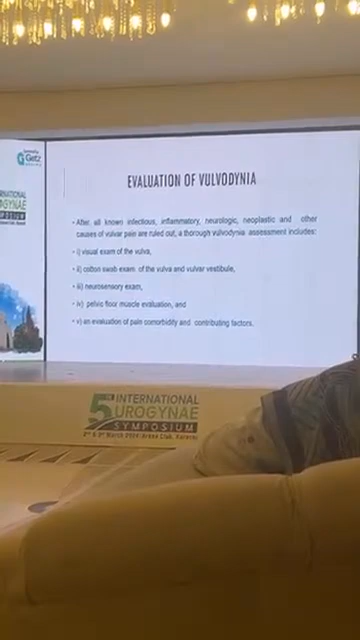 Getz
EVALUATION OF VULVODYNIA
• After all known infectious, inflammatory, neurologic, neoplastic and other
causes of vulvar pain are ruled out, a thorough vulvodynia assessment includes:
• i) visual exam of the vulva,
• ii) cotton swab exam of the vulva and vulvar vestibule,
• iii) neurosensory exam,
• iv) pelvic floor muscle evaluation, and
• v) an evaluation of pain comorbidity and contributing factors.
5TH INTERNATIONAL
UROGYNAE
SYMPOSIUM